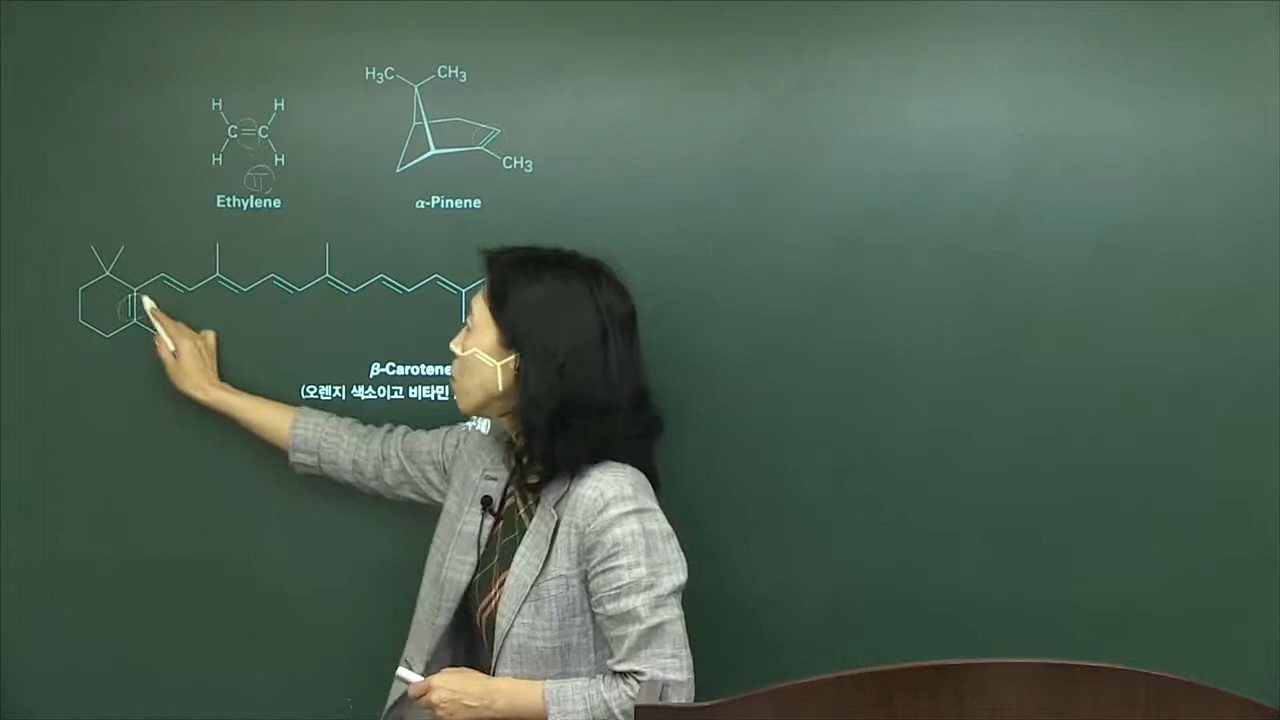 H₃C CH₃
H H
C=C
H H
CH₃
π
Ethylene
α-Pinene
β-Carotene
(오렌지 색소이고 비타민